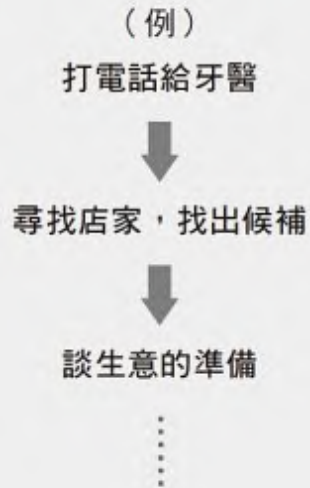 （例）
打電話給牙醫
尋找店家，找出候補
談生意的準備